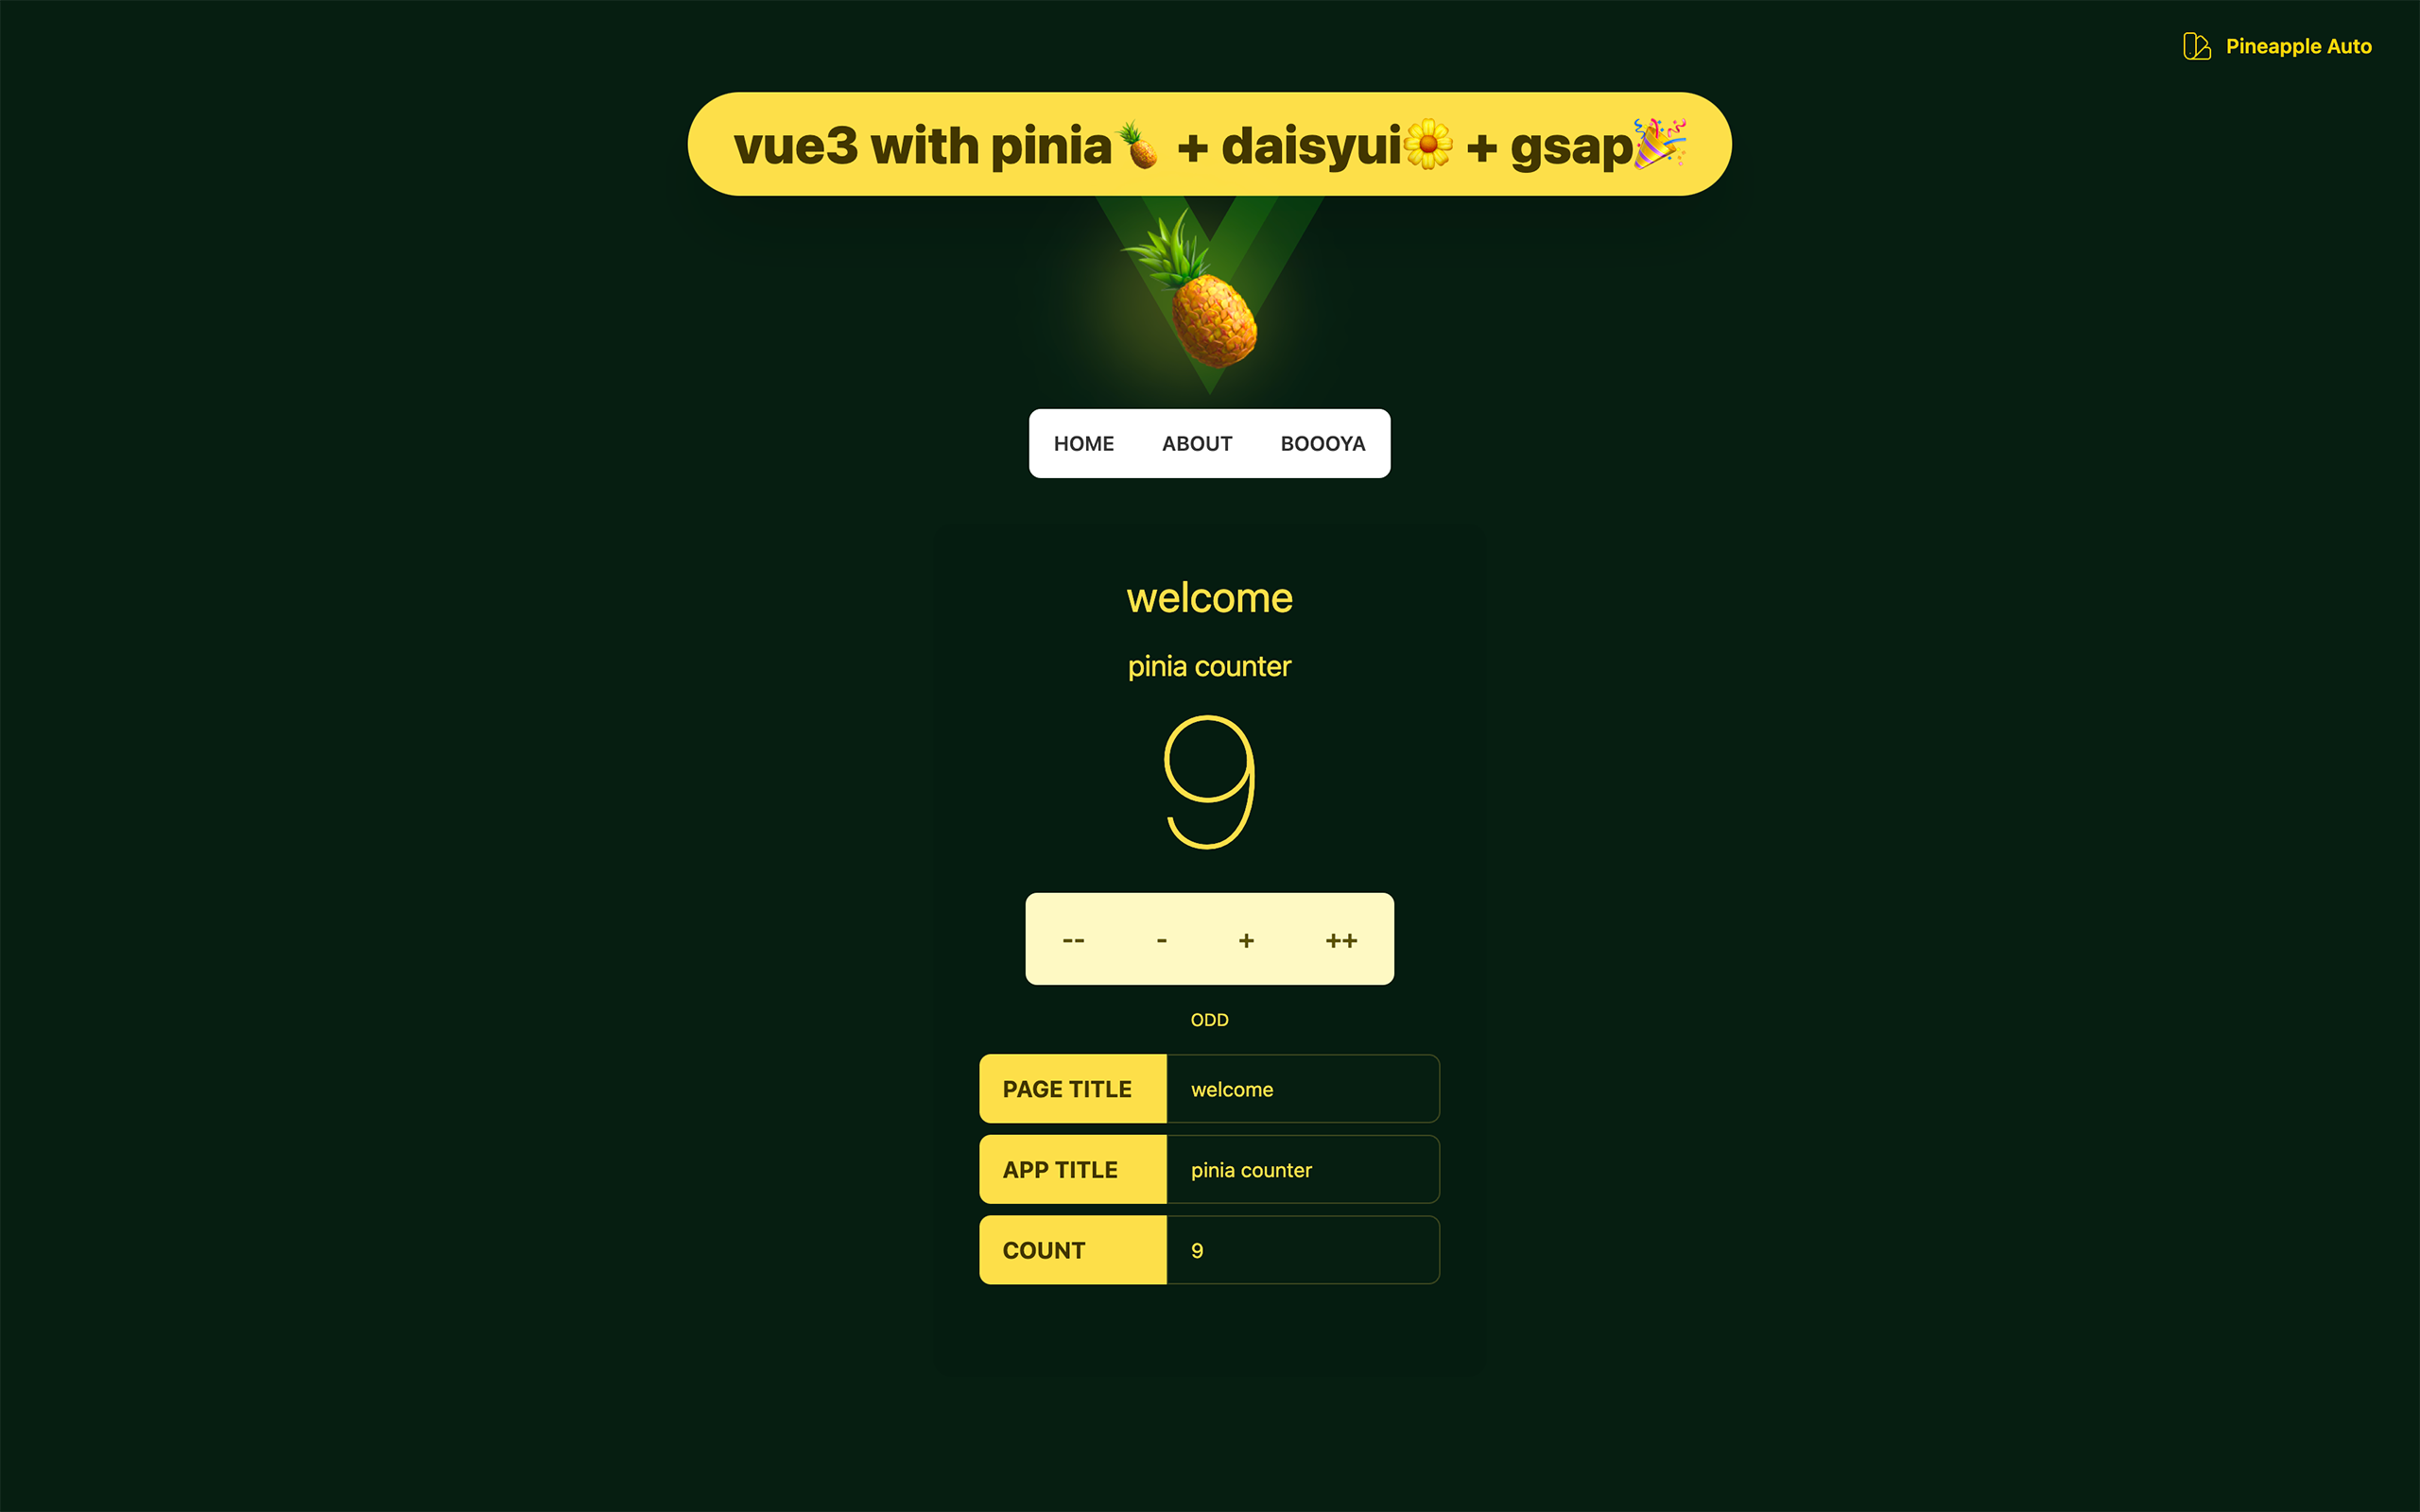 Pineapple Auto
vue3 with pinia🍍 + daisyui🌼 + gsap🎉
HOME ABOUT BOOOYA
welcome
pinia counter
9
-- - + ++
ODD
PAGE TITLE welcome
APP TITLE pinia counter
COUNT 9